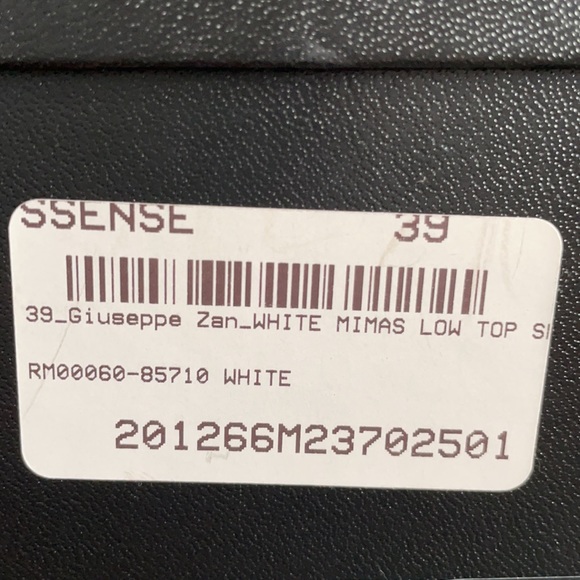 SSENSE 39
39_Giuseppe Zan_WHITE MIMAS LOW TOP
RM00060-85710 WHITE
201266M23702501